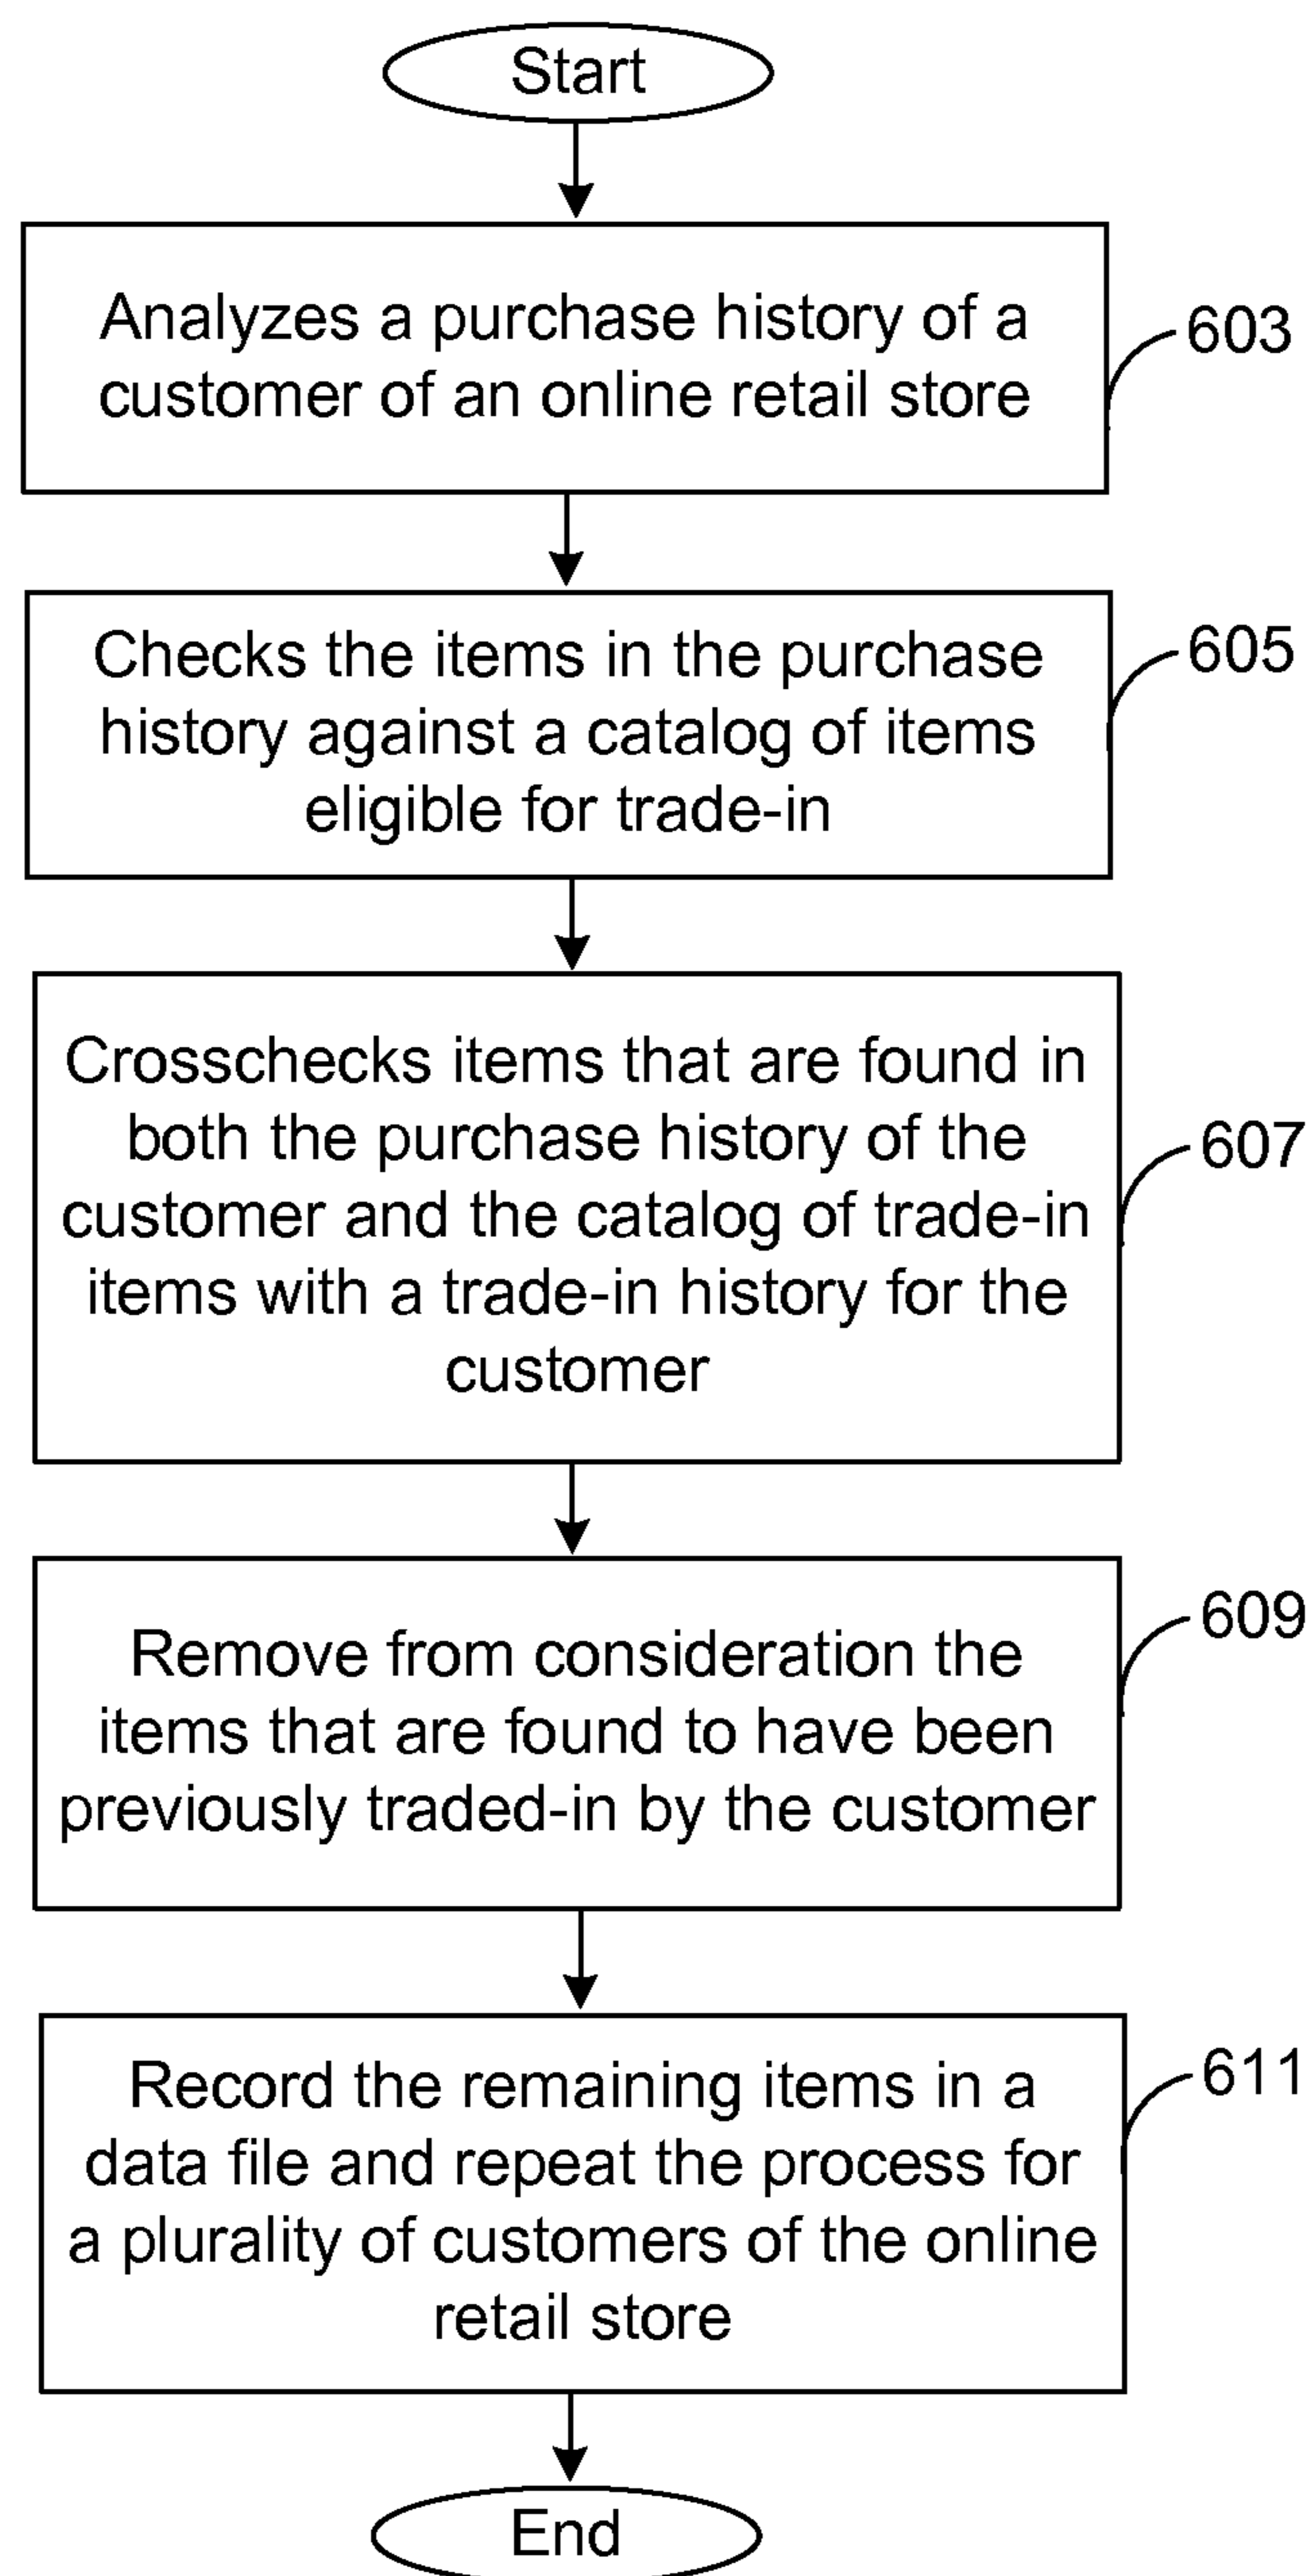 Start
Analyzes a purchase history of a
customer of an online retail store
603
Checks the items in the purchase
history against a catalog of items
eligible for trade-in
605
Crosschecks items that are found in
both the purchase history of the
customer and the catalog of trade-in
items with a trade-in history for the
customer
607
Remove from consideration the
items that are found to have been
previously traded-in by the customer
609
Record the remaining items in a
data file and repeat the process for
a plurality of customers of the online
retail store
611
End